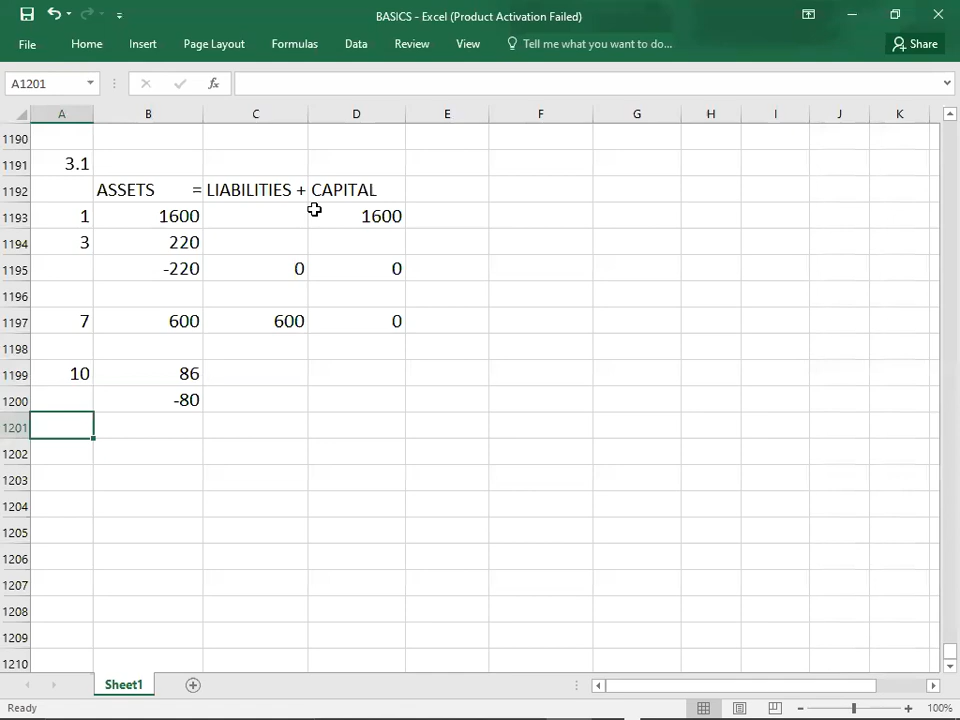 BASICS - Excel (Product Activation Failed)
File Home Insert Page Layout Formulas Data Review View Tell me what you want to do... Share
A1201 fx
A B C D E F G H I J K
1190
1191 3.1
1192 ASSETS = LIABILITIES + CAPITAL
1193 1 1600 1600
1194 3 220
1195 -220 0 0
1196
1197 7 600 600 0
1198
1199 10 86
1200 -80
1201
1202
1203
1204
1205
1206
1207
1208
1209
1210
Sheet1
Ready 100%